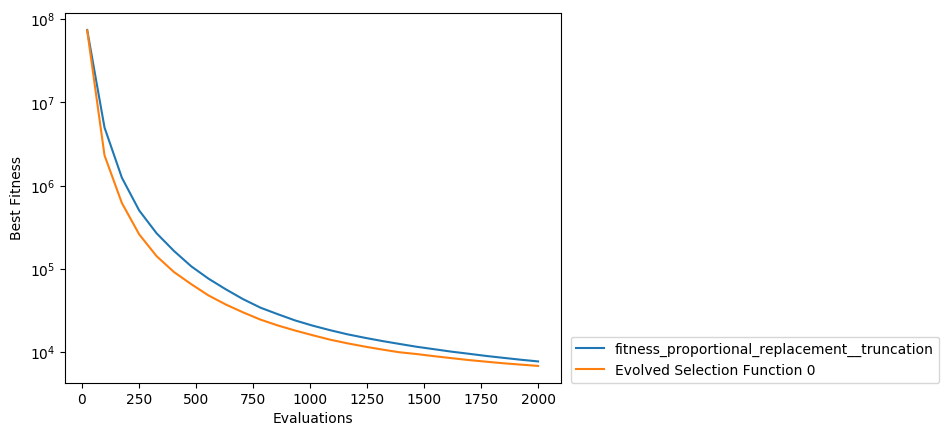 10^8
10^7
10^6
10^5
10^4
Best Fitness
0 250 500 750 1000 1250 1500 1750 2000
Evaluations
fitness_proportional_replacement__truncation
Evolved Selection Function 0